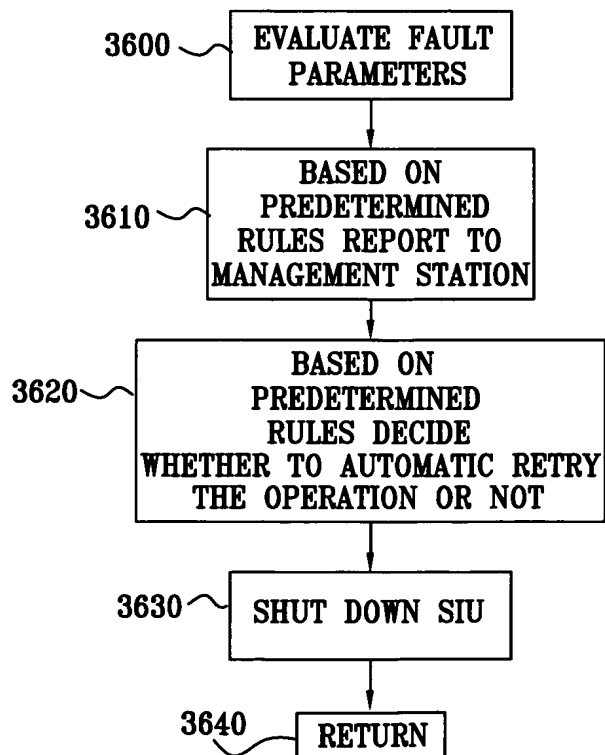 3600
EVALUATE FAULT
PARAMETERS
3610
BASED ON
PREDETERMINED
RULES REPORT TO
MANAGEMENT STATION
3620
BASED ON
PREDETERMINED
RULES DECIDE
WHETHER TO AUTOMATIC RETRY
THE OPERATION OR NOT
3630
SHUT DOWN SIU
3640
RETURN